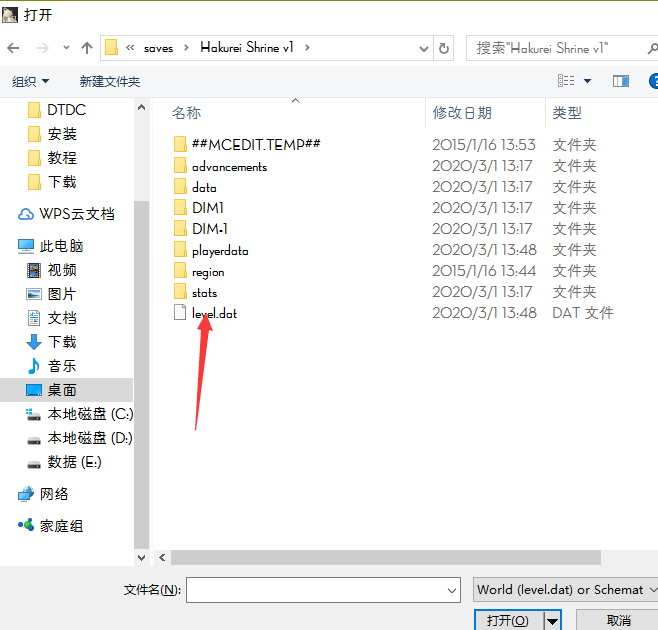 打开
« saves › Hakurei Shrine v1 ›
搜索"Hakurei Shrine v1"
组织 新建文件夹
名称 修改日期 类型
##MCEDIT.TEMP## 2015/1/16 13:53 文件夹
advancements 2020/3/1 13:17 文件夹
data 2020/3/1 13:17 文件夹
DIM1 2020/3/1 13:17 文件夹
DIM-1 2020/3/1 13:17 文件夹
playerdata 2020/3/1 13:48 文件夹
region 2015/1/16 13:44 文件夹
stats 2020/3/1 13:17 文件夹
level.dat 2020/3/1 13:48 DAT 文件
DTDC
安装
教程
下载
WPS云文档
此电脑
视频
图片
文档
下载
音乐
桌面
本地磁盘 (C:)
本地磁盘 (D:)
数据 (E:)
网络
家庭组
文件名(N):
World (level.dat) or Schemat
打开(O) 取消